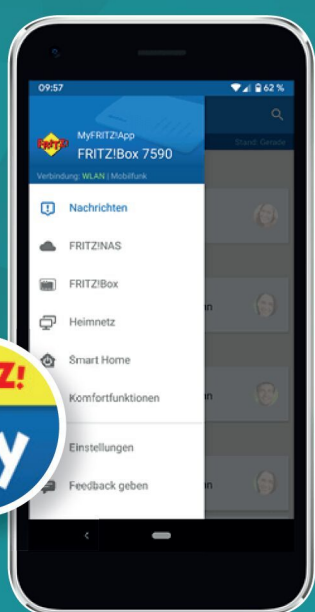 09:57
62 %
MyFRITZ!App
FRITZ!Box 7590
Stand: Gerade
Verbindung: WLAN | Mobilfunk
Nachrichten
FRITZ!NAS
FRITZ!Box
Heimnetz
Smart Home
Komfortfunktionen
Einstellungen
Feedback geben